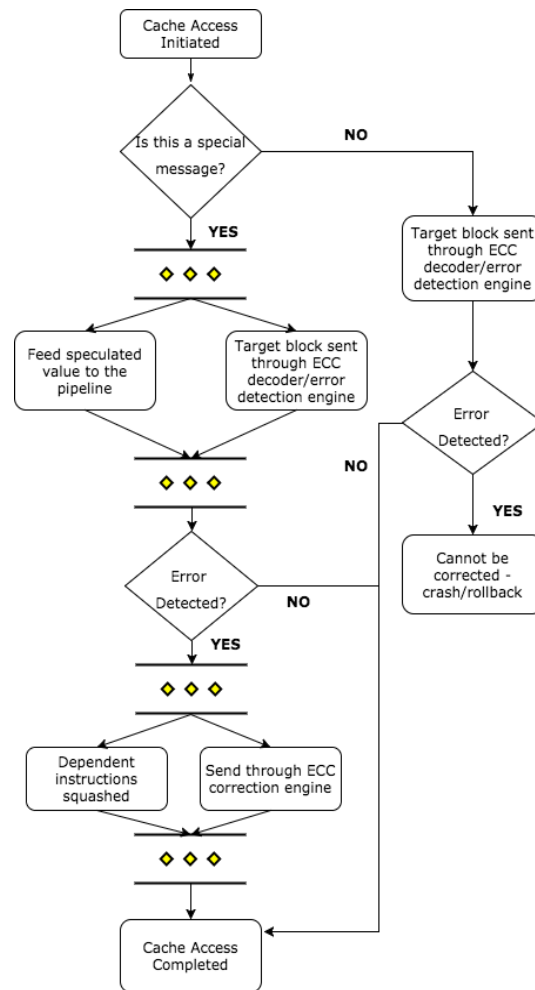 Cache Access
Initiated
Is this a special
message?
NO
YES
Target block sent
through ECC
decoder/error
detection engine
Feed speculated
value to the
pipeline
Target block sent
through ECC
decoder/error
detection engine
Error
Detected?
NO
YES
Cannot be
corrected -
crash/rollback
Error
Detected?
NO
YES
Dependent
instructions
squashed
Send through ECC
correction engine
Cache Access
Completed